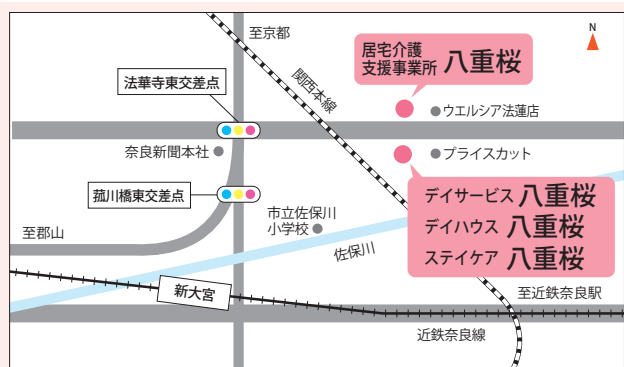 至京都
N
居宅介護
支援事業所 八重桜
関西本線
法華寺東交差点
ウエルシア法蓮店
奈良新聞本社
プライスカット
菰川橋東交差点
デイサービス 八重桜
デイハウス 八重桜
ステイケア 八重桜
市立佐保川
小学校
至郡山
佐保川
新大宮
至近鉄奈良駅
近鉄奈良線